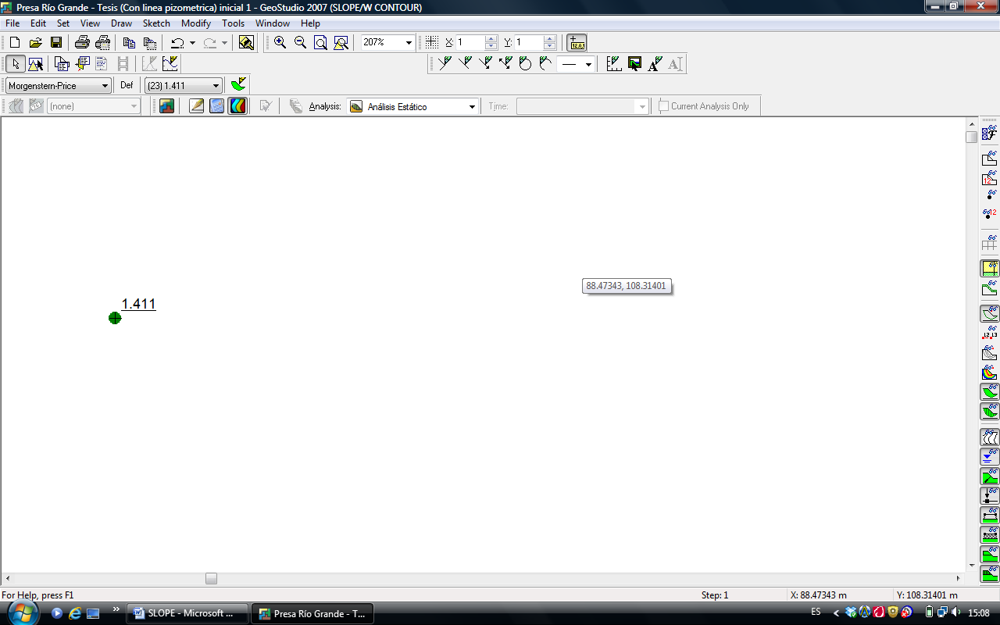 Presa Río Grande - Tesis (Con linea pizometrica) inicial 1 - GeoStudio 2007 (SLOPE/W CONTOUR)
File Edit Set View Draw Sketch Modify Tools Window Help
207% X: 1 Y: 1
Morgenstern-Price Def (23) 1.411
(none) Analysis: Análisis Estático Time: Current Analysis Only
88.47343, 108.31401
1.411
For Help, press F1 Step: 1 X: 88.47343 m Y: 108.31401 m
SLOPE - Microsoft ... Presa Río Grande - T... ES 15:08